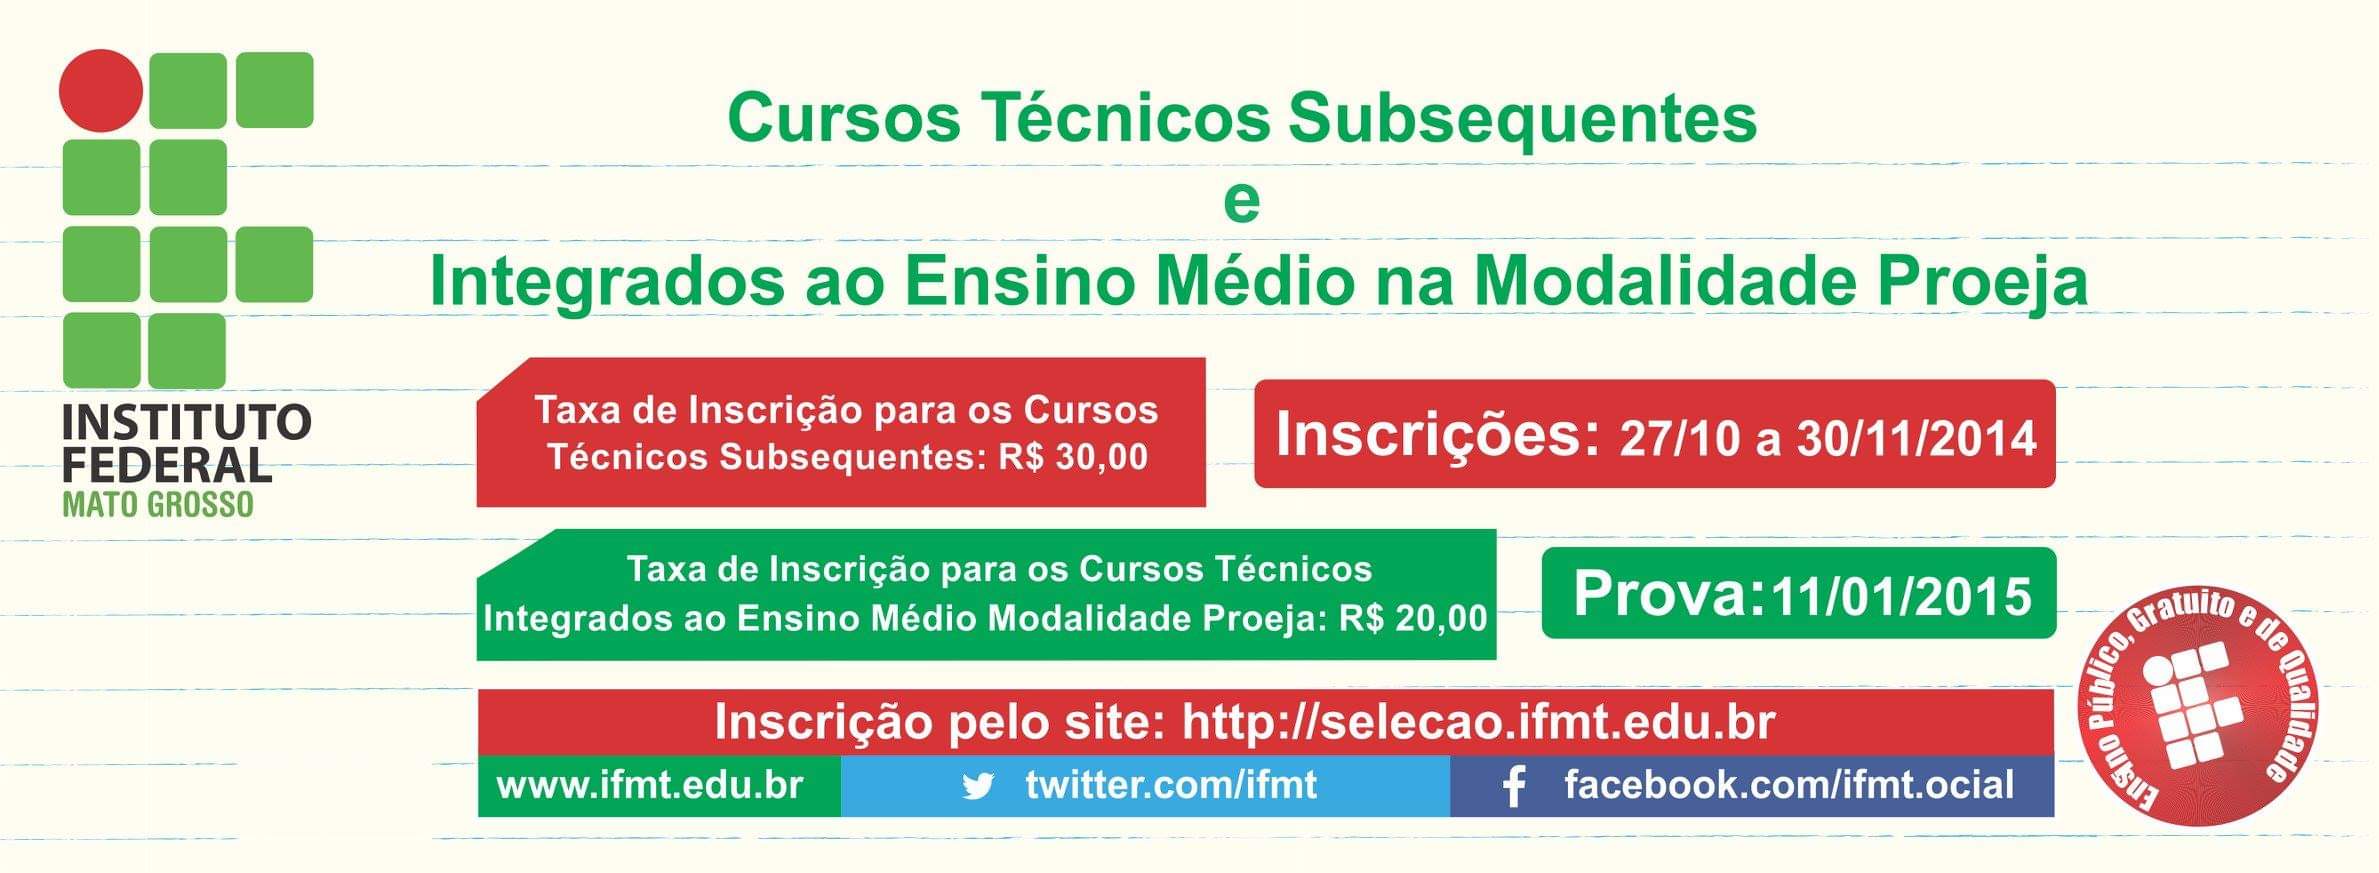 Cursos Técnicos Subsequentes
e
Integrados ao Ensino Médio na Modalidade Proeja
INSTITUTO
FEDERAL
MATO GROSSO
Taxa de Inscrição para os Cursos
Técnicos Subsequentes: R$ 30,00
Inscrições: 27/10 a 30/11/2014
Taxa de Inscrição para os Cursos Técnicos
Integrados ao Ensino Médio Modalidade Proeja: R$ 20,00
Prova:11/01/2015
Inscrição pelo site: http://selecao.ifmt.edu.br
www.ifmt.edu.br
twitter.com/ifmt
facebook.com/ifmt.ocial
Ensino Público, Gratuito e de Qualidade